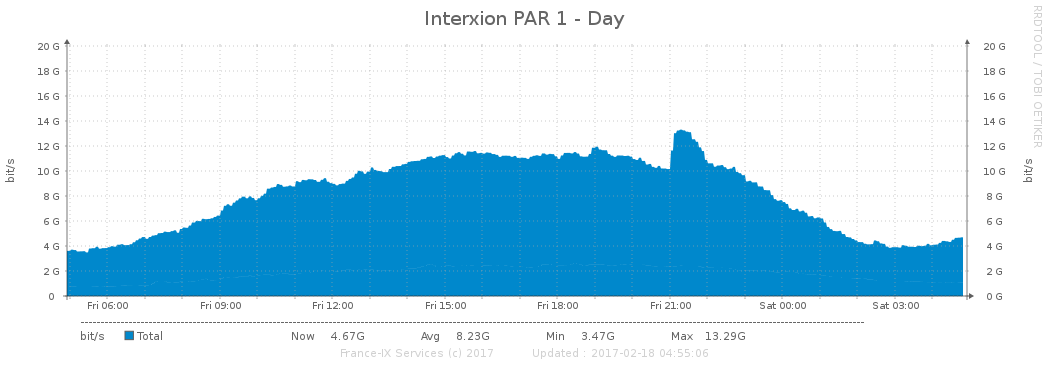 Interxion PAR 1 - Day
RRDTOOL / TOBI OETIKER
20 G 20 G
18 G 18 G
16 G 16 G
14 G 14 G
12 G 12 G
10 G 10 G
8 G 8 G
6 G 6 G
4 G 4 G
2 G 2 G
0 0 G
bit/s
bit/s
Fri 06:00 Fri 09:00 Fri 12:00 Fri 15:00 Fri 18:00 Fri 21:00 Sat 00:00 Sat 03:00
bit/s Total Now 4.67G Avg 8.23G Min 3.47G Max 13.29G
France-IX Services (c) 2017 Updated : 2017-02-18 04:55:06